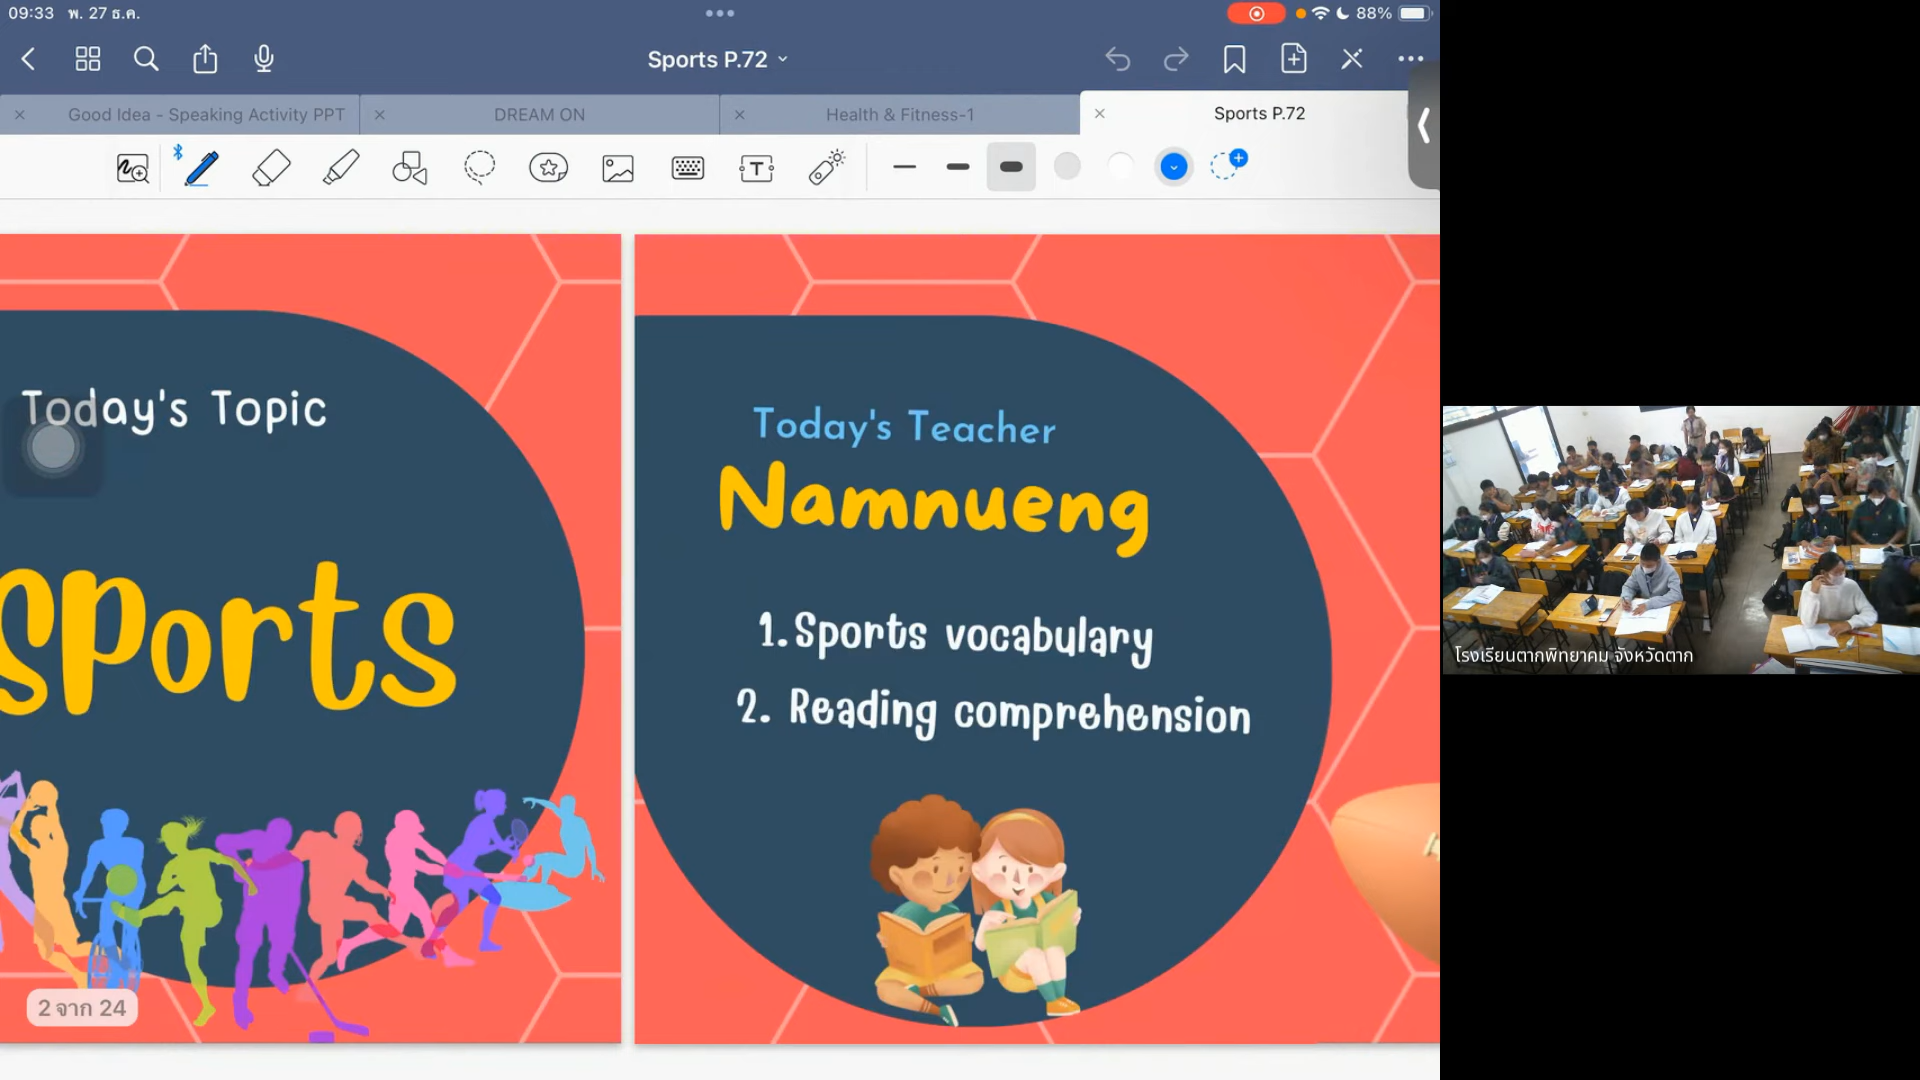 09:33 พ. 27 ธ.ค.
88%
Sports P.72
Good Idea - Speaking Activity PPT
DREAM ON
Health & Fitness-1
Sports P.72
Today's Topic
Sports
Today's Teacher
Namnueng
1. Sports vocabulary
2. Reading comprehension
2 จาก 24
โรงเรียนตากพิทยาคม จังหวัดตาก